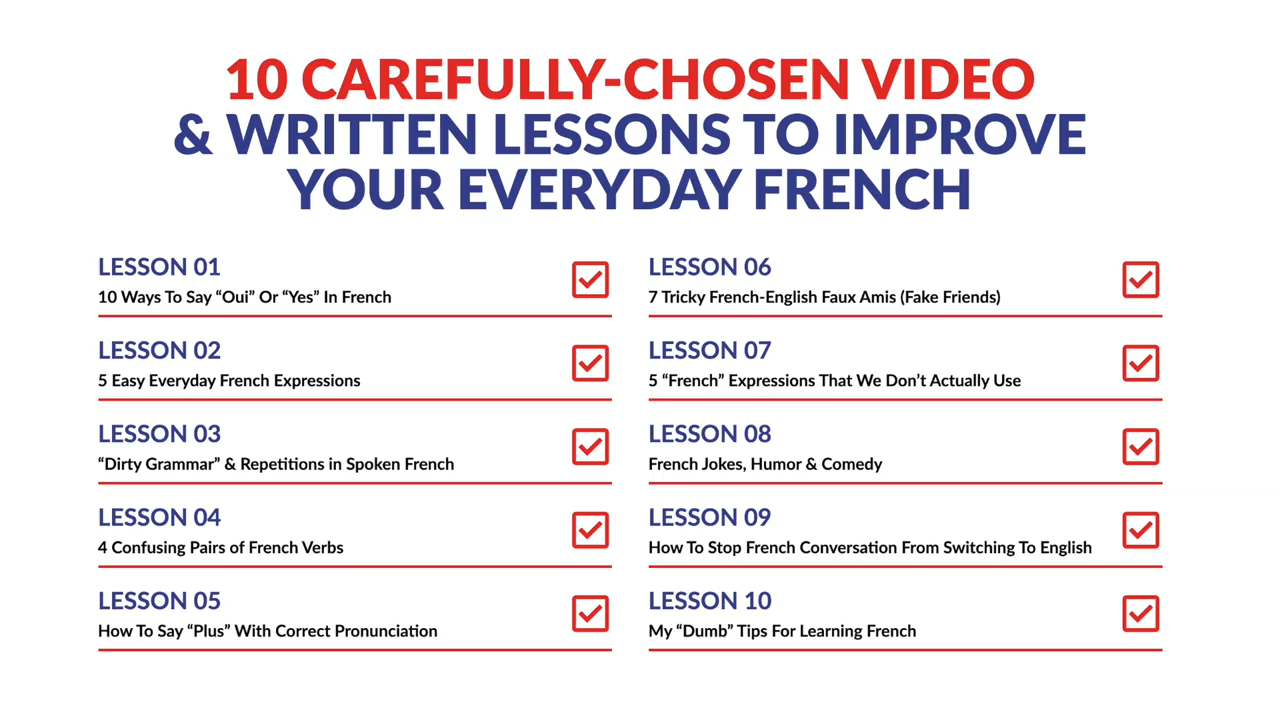 10 CAREFULLY-CHOSEN VIDEO
& WRITTEN LESSONS TO IMPROVE
YOUR EVERYDAY FRENCH
LESSON 01
10 Ways To Say “Oui” Or “Yes” In French
LESSON 02
5 Easy Everyday French Expressions
LESSON 03
“Dirty Grammar” & Repetitions in Spoken French
LESSON 04
4 Confusing Pairs of French Verbs
LESSON 05
How To Say “Plus” With Correct Pronunciation
LESSON 06
7 Tricky French-English Faux Amis (Fake Friends)
LESSON 07
5 “French” Expressions That We Don’t Actually Use
LESSON 08
French Jokes, Humor & Comedy
LESSON 09
How To Stop French Conversation From Switching To English
LESSON 10
My “Dumb” Tips For Learning French